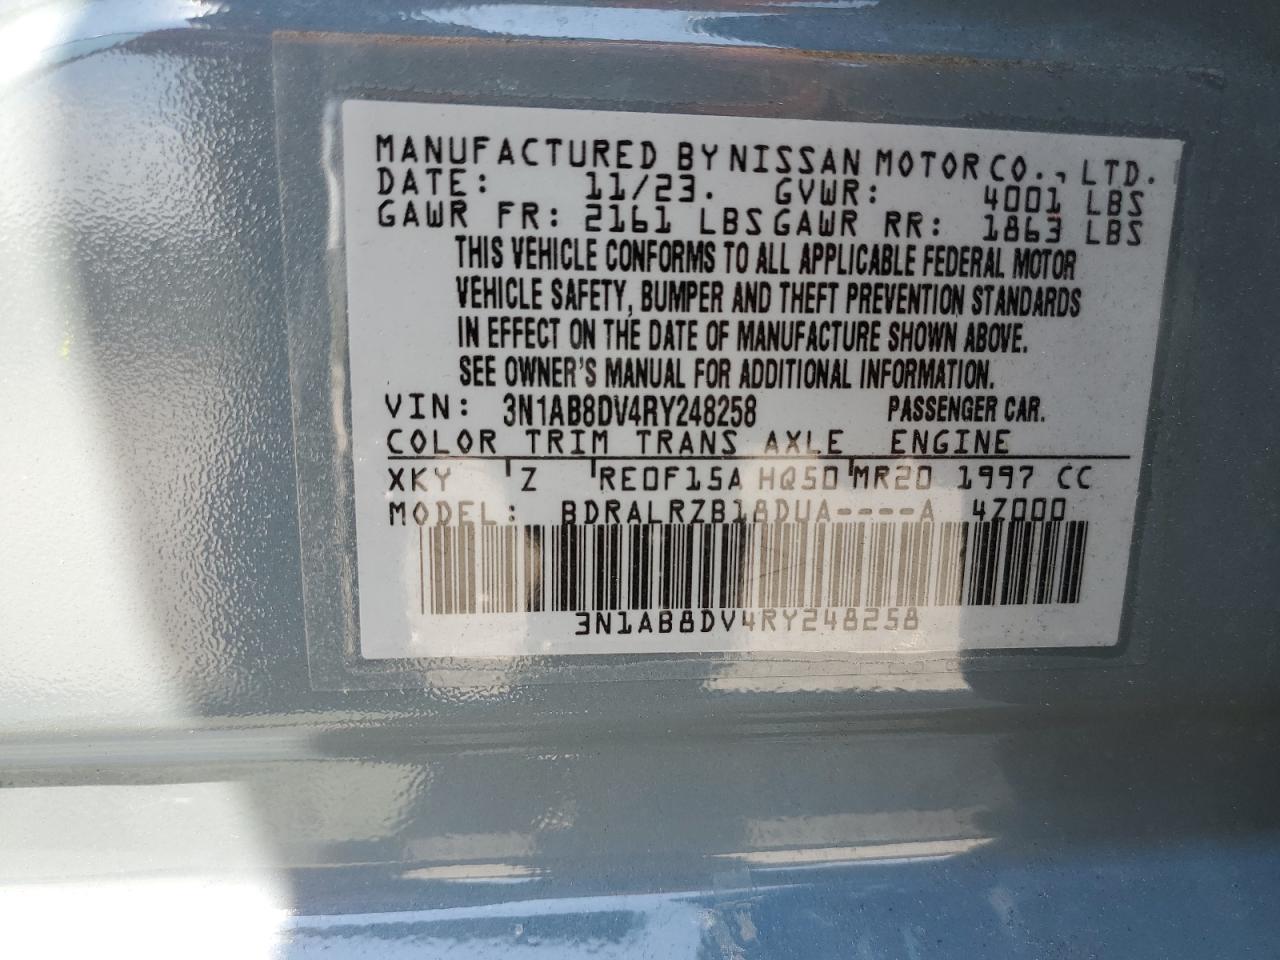 MANUFACTURED BY NISSAN MOTOR CO., LTD.
DATE: 11/23. GVWR: 4001 LBS
GAWR FR: 2161 LBS GAWR RR: 1863 LBS
THIS VEHICLE CONFORMS TO ALL APPLICABLE FEDERAL MOTOR
VEHICLE SAFETY, BUMPER AND THEFT PREVENTION STANDARDS
IN EFFECT ON THE DATE OF MANUFACTURE SHOWN ABOVE.
SEE OWNER'S MANUAL FOR ADDITIONAL INFORMATION.
VIN: 3N1AB8DV4RY248258 PASSENGER CAR.
COLOR TRIM TRANS AXLE ENGINE
XKY Z RE0F15A HQ50 MR20 1997 CC
MODEL: BDRALRZB18DUA----A 4Z000
3N1AB8DV4RY248258